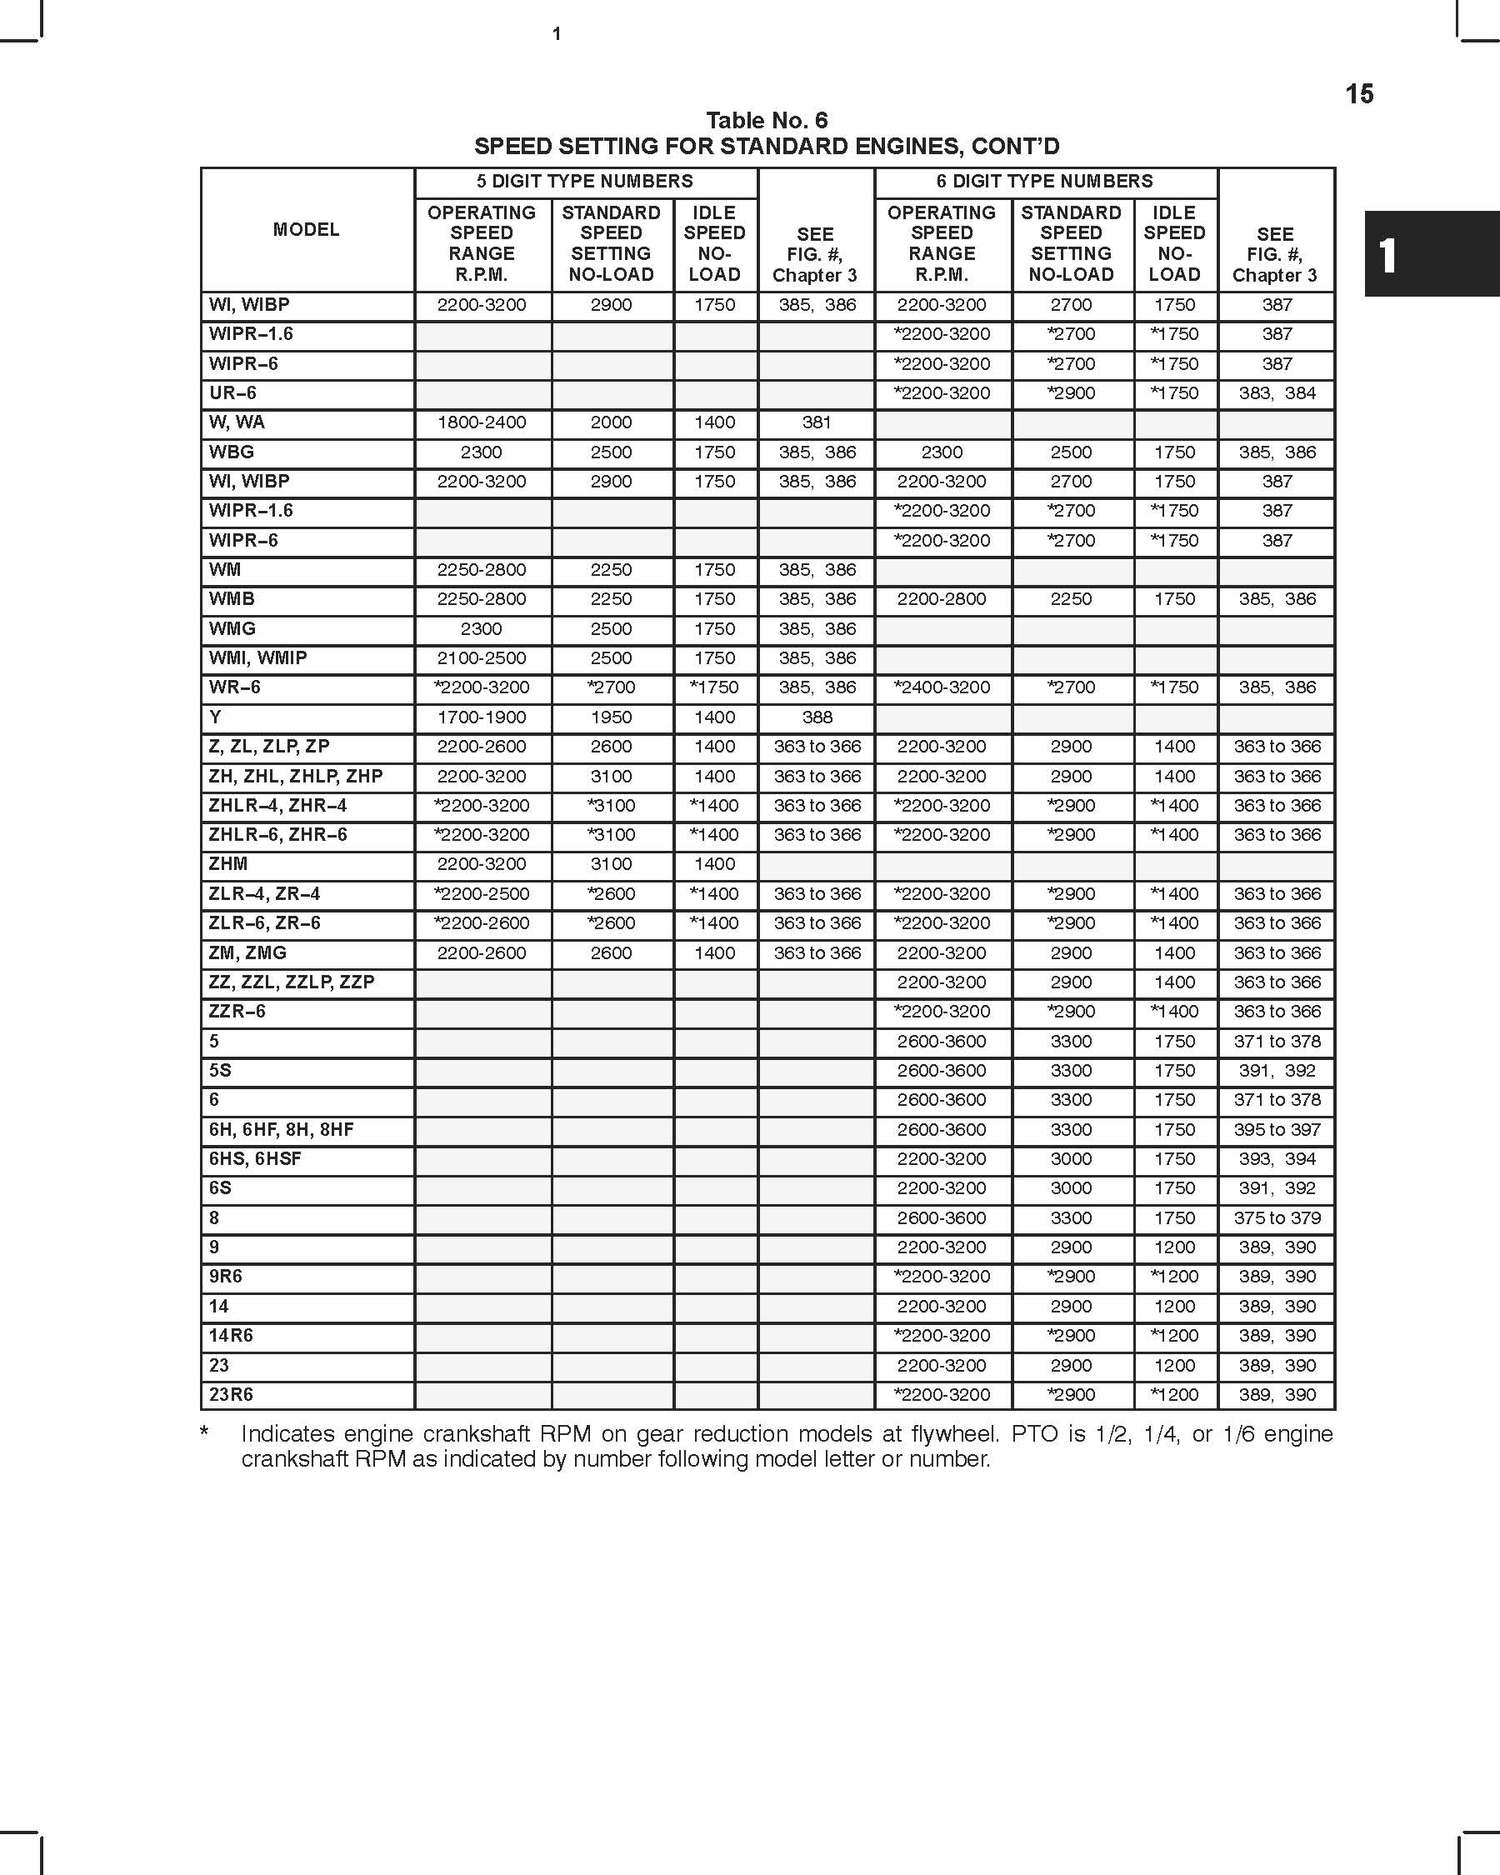 1
15
Table No. 6
SPEED SETTING FOR STANDARD ENGINES, CONT’D
5 DIGIT TYPE NUMBERS 6 DIGIT TYPE NUMBERS
MODEL
OPERATING SPEED RANGE R.P.M. STANDARD SPEED SETTING NO-LOAD IDLE SPEED NO-LOAD SEE FIG. #, Chapter 3 OPERATING SPEED RANGE R.P.M. STANDARD SPEED SETTING NO-LOAD IDLE SPEED NO-LOAD SEE FIG. #, Chapter 3
1
WI, WIBP 2200-3200 2900 1750 385, 386 2200-3200 2700 1750 387
WIPR–1.6 *2200-3200 *2700 *1750 387
WIPR–6 *2200-3200 *2700 *1750 387
UR–6 *2200-3200 *2900 *1750 383, 384
W, WA 1800-2400 2000 1400 381
WBG 2300 2500 1750 385, 386 2300 2500 1750 385, 386
WI, WIBP 2200-3200 2900 1750 385, 386 2200-3200 2700 1750 387
WIPR–1.6 *2200-3200 *2700 *1750 387
WIPR–6 *2200-3200 *2700 *1750 387
WM 2250-2800 2250 1750 385, 386
WMB 2250-2800 2250 1750 385, 386 2200-2800 2250 1750 385, 386
WMG 2300 2500 1750 385, 386
WMI, WMIP 2100-2500 2500 1750 385, 386
WR–6 *2200-3200 *2700 *1750 385, 386 *2400-3200 *2700 *1750 385, 386
Y 1700-1900 1950 1400 388
Z, ZL, ZLP, ZP 2200-2600 2600 1400 363 to 366 2200-3200 2900 1400 363 to 366
ZH, ZHL, ZHLP, ZHP 2200-3200 3100 1400 363 to 366 2200-3200 2900 1400 363 to 366
ZHLR–4, ZHR–4 *2200-3200 *3100 *1400 363 to 366 *2200-3200 *2900 *1400 363 to 366
ZHLR–6, ZHR–6 *2200-3200 *3100 *1400 363 to 366 *2200-3200 *2900 *1400 363 to 366
ZHM 2200-3200 3100 1400
ZLR–4, ZR–4 *2200-2500 *2600 *1400 363 to 366 *2200-3200 *2900 *1400 363 to 366
ZLR–6, ZR–6 *2200-2600 *2600 *1400 363 to 366 *2200-3200 *2900 *1400 363 to 366
ZM, ZMG 2200-2600 2600 1400 363 to 366 2200-3200 2900 1400 363 to 366
ZZ, ZZL, ZZLP, ZZP 2200-3200 2900 1400 363 to 366
ZZR–6 *2200-3200 *2900 *1400 363 to 366
5 2600-3600 3300 1750 371 to 378
5S 2600-3600 3300 1750 391, 392
6 2600-3600 3300 1750 371 to 378
6H, 6HF, 8H, 8HF 2600-3600 3300 1750 395 to 397
6HS, 6HSF 2200-3200 3000 1750 393, 394
6S 2200-3200 3000 1750 391, 392
8 2600-3600 3300 1750 375 to 379
9 2200-3200 2900 1200 389, 390
9R6 *2200-3200 *2900 *1200 389, 390
14 2200-3200 2900 1200 389, 390
14R6 *2200-3200 *2900 *1200 389, 390
23 2200-3200 2900 1200 389, 390
23R6 *2200-3200 *2900 *1200 389, 390
* Indicates engine crankshaft RPM on gear reduction models at flywheel. PTO is 1/2, 1/4, or 1/6 engine
crankshaft RPM as indicated by number following model letter or number.